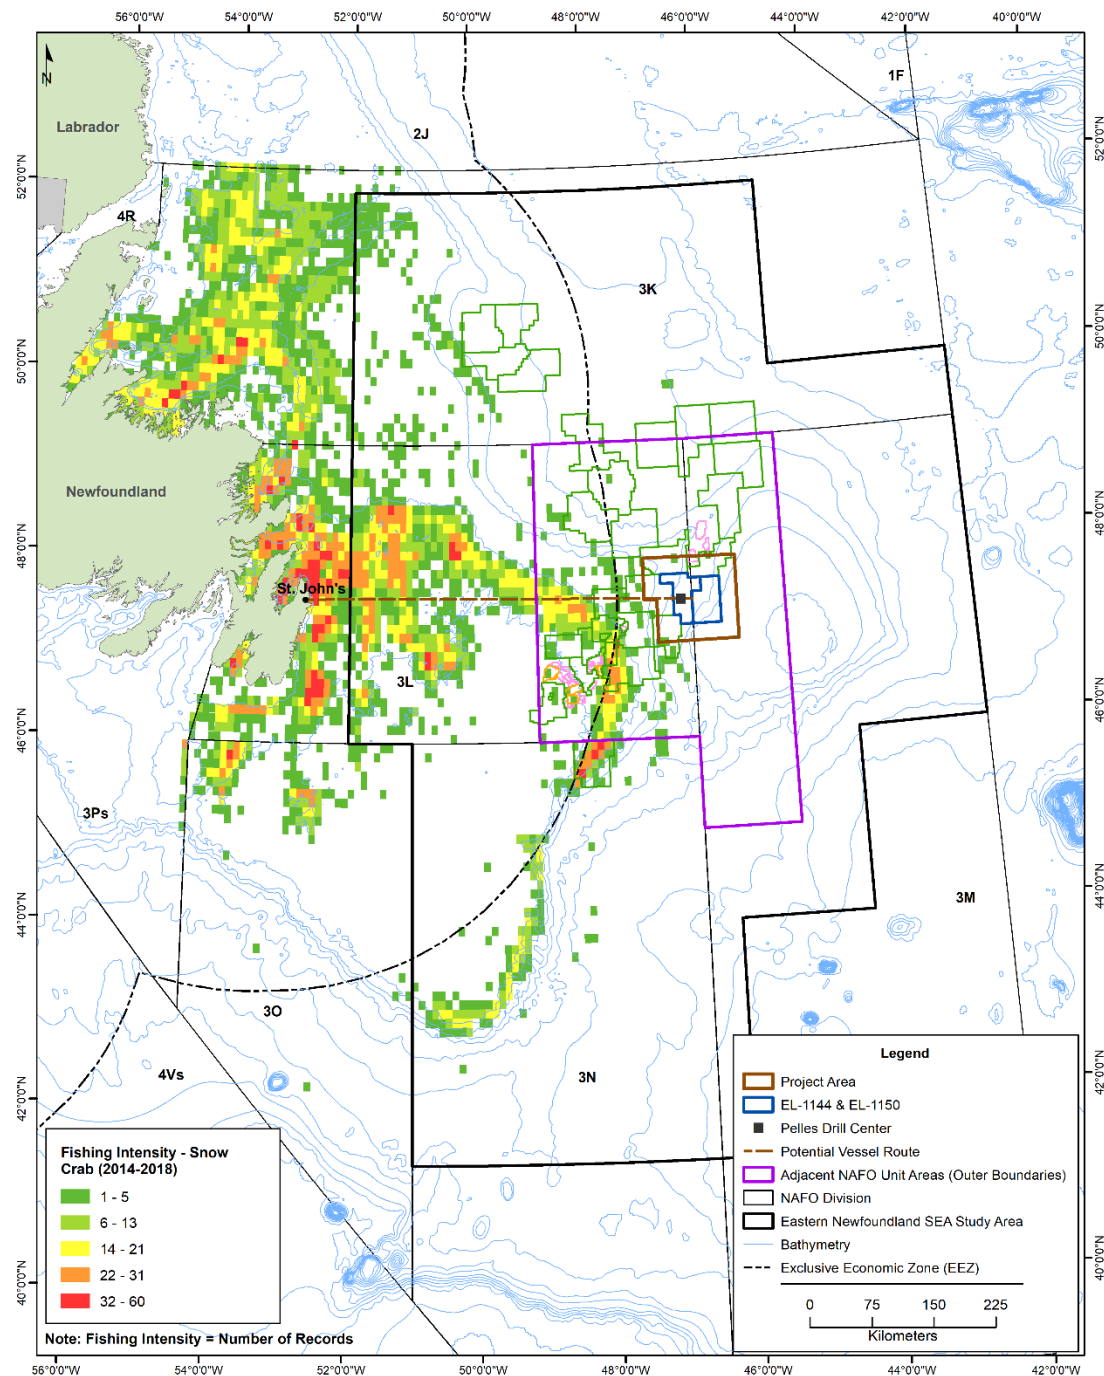 56°0'0"W 54°0'0"W 52°0'0"W 50°0'0"W 48°0'0"W 46°0'0"W 44°0'0"W 42°0'0"W 40°0'0"W
N
1F
Labrador
2J
52°0'0"N
52°0'0"N
4R
3K
50°0'0"N
50°0'0"N
Newfoundland
48°0'0"N
48°0'0"N
St. John's
3L
46°0'0"N
46°0'0"N
3Ps
44°0'0"N
44°0'0"N
3M
3O
4Vs
3N
42°0'0"N
42°0'0"N
40°0'0"N
40°0'0"N
Fishing Intensity - Snow
Crab (2014-2018)
1 - 5
6 - 13
14 - 21
22 - 31
32 - 60
Note: Fishing Intensity = Number of Records
Legend
Project Area
EL-1144 & EL-1150
Pelles Drill Center
Potential Vessel Route
Adjacent NAFO Unit Areas (Outer Boundaries)
NAFO Division
Eastern Newfoundland SEA Study Area
Bathymetry
Exclusive Economic Zone (EEZ)
0 75 150 225
Kilometers
56°0'0"W 54°0'0"W 52°0'0"W 50°0'0"W 48°0'0"W 46°0'0"W 44°0'0"W 42°0'0"W